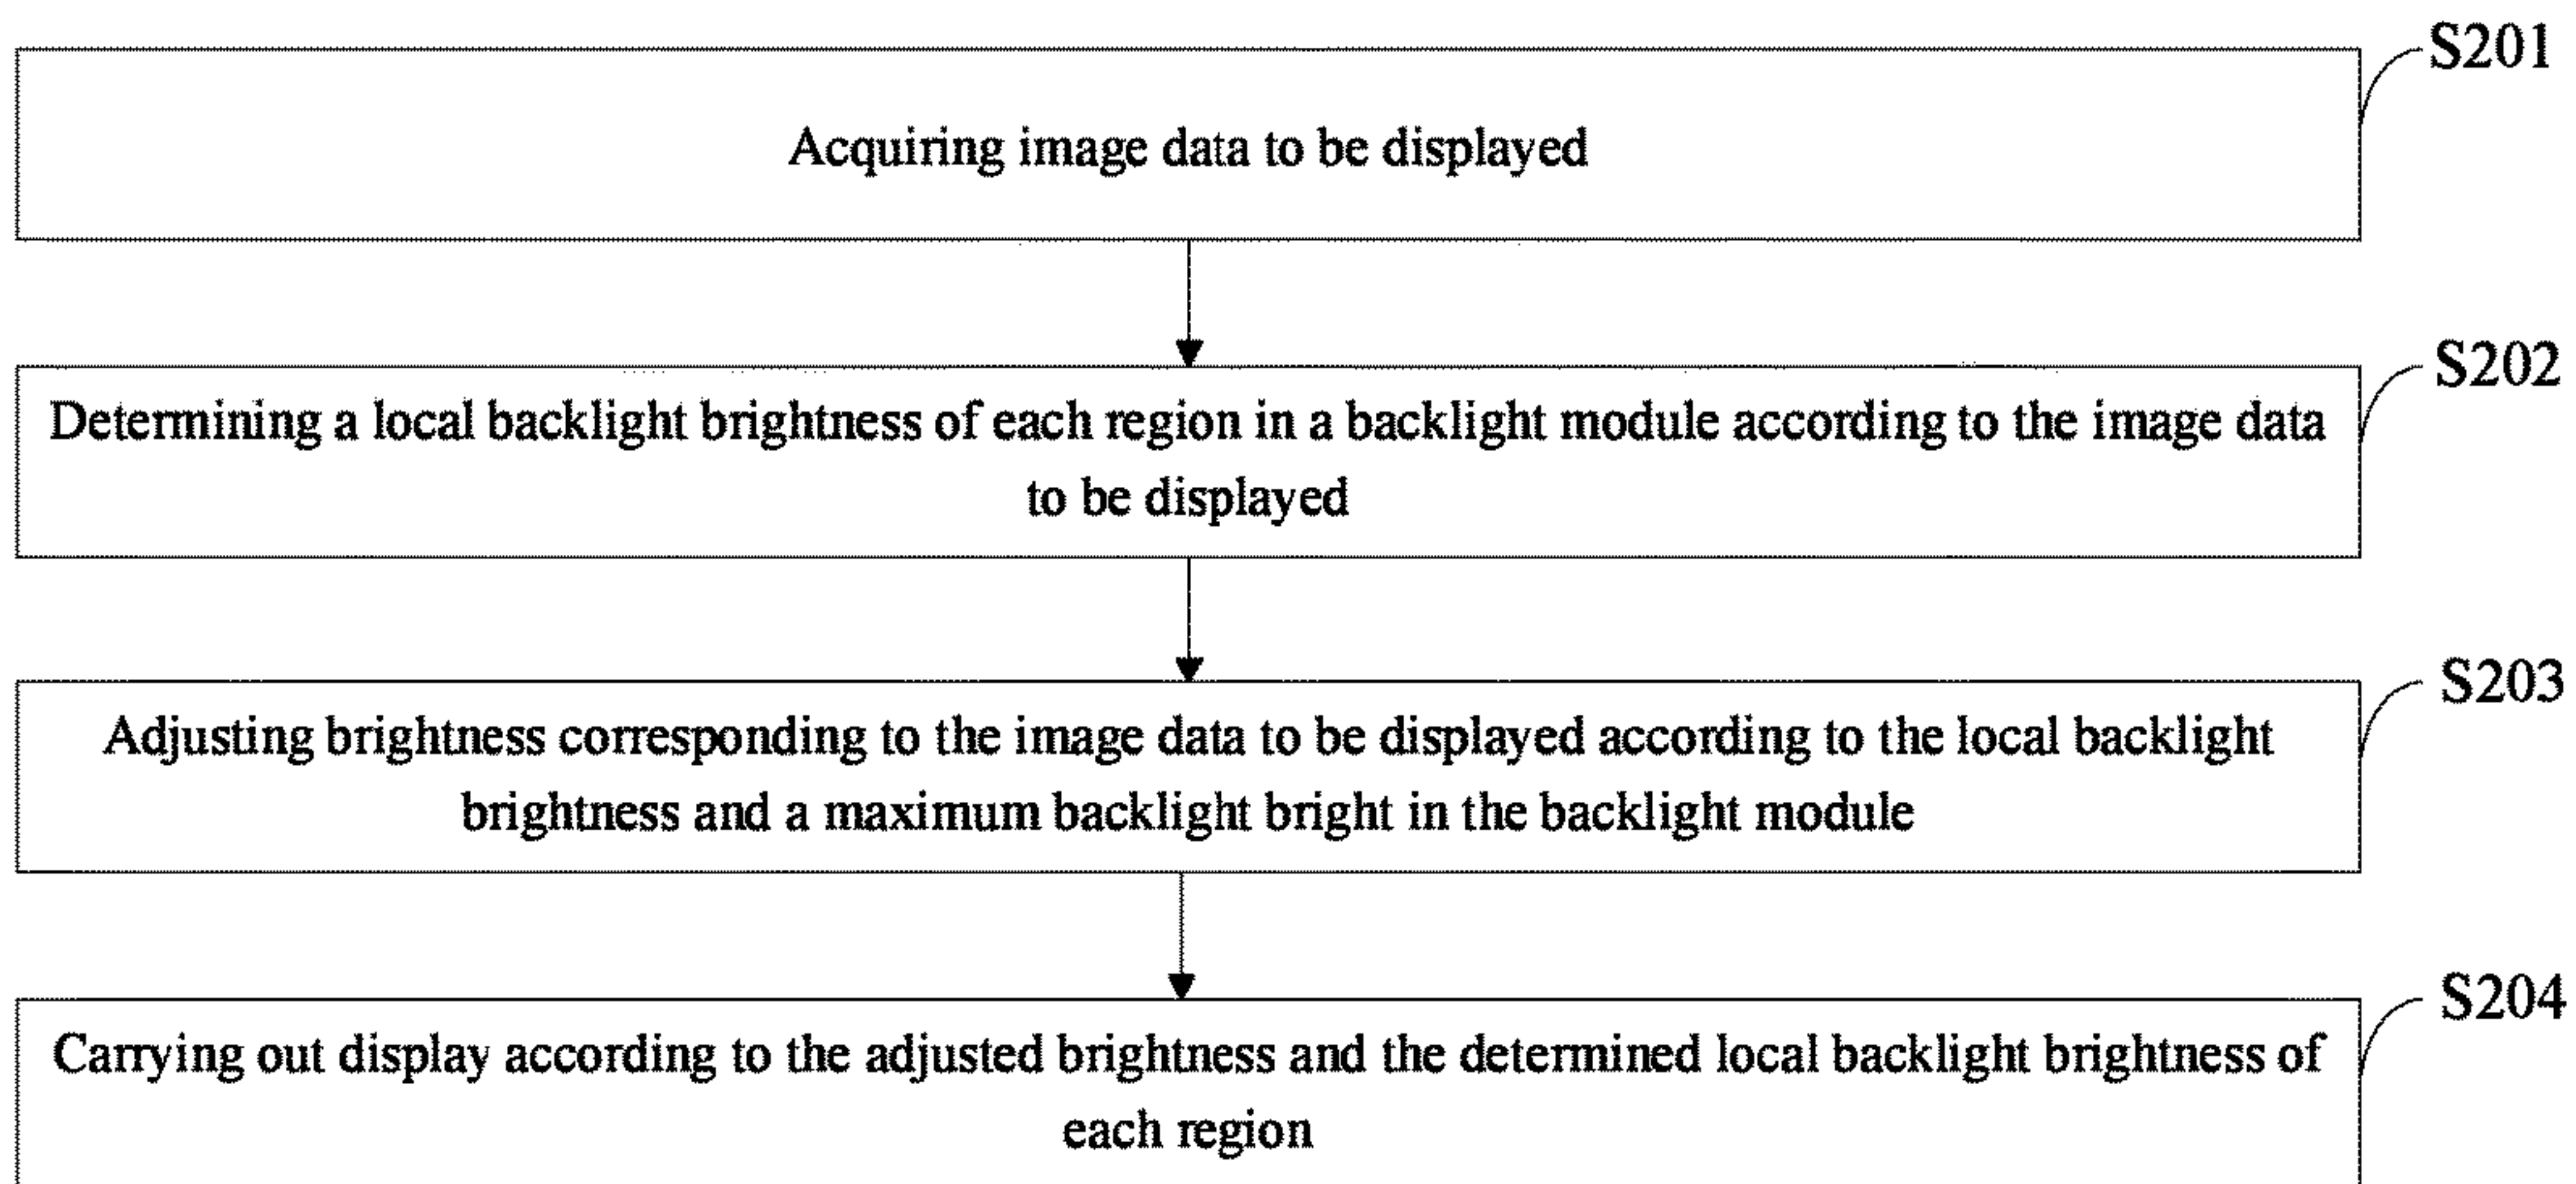 S201
Acquiring image data to be displayed
S202
Determining a local backlight brightness of each region in a backlight module according to the image data
to be displayed
S203
Adjusting brightness corresponding to the image data to be displayed according to the local backlight
brightness and a maximum backlight bright in the backlight module
S204
Carrying out display according to the adjusted brightness and the determined local backlight brightness of
each region